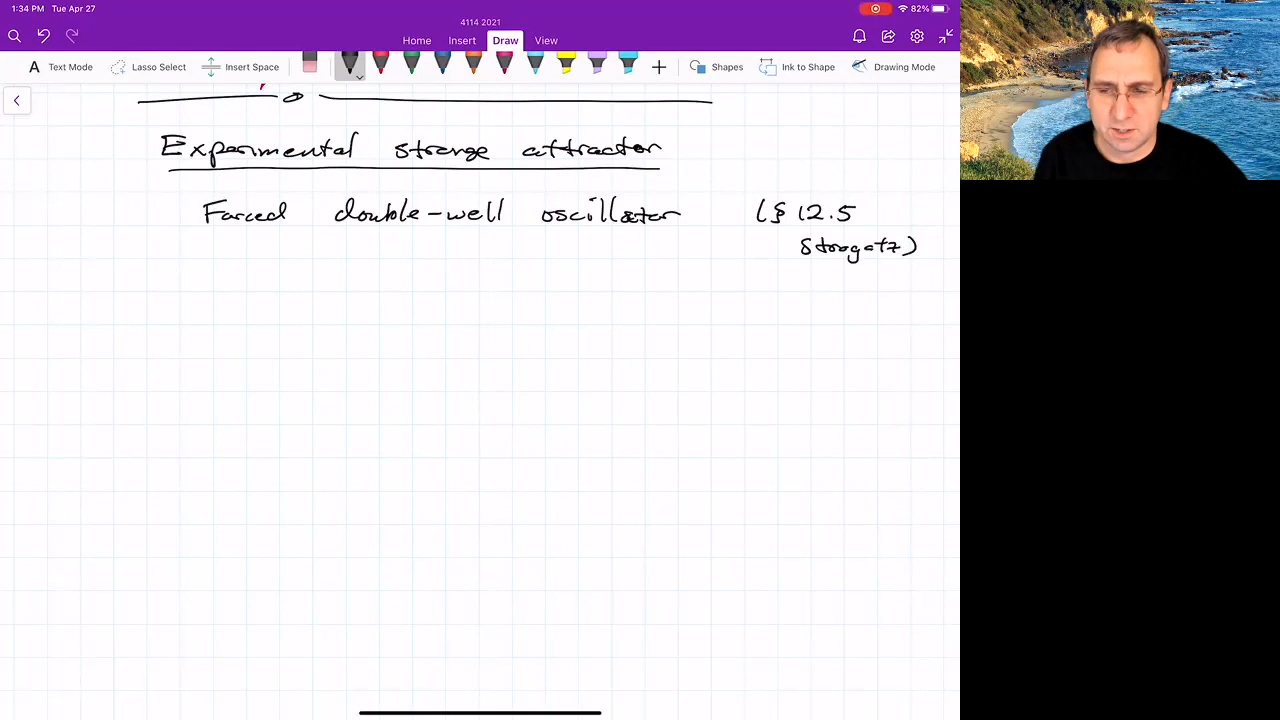 1:34 PM Tue Apr 27
82%
4114 2021
Home Insert Draw View
Text Mode Lasso Select Insert Space Shapes Ink to Shape Drawing Mode
Experimental strange attractor
Forced double-well oscillator (§ 12.5
Strogatz)